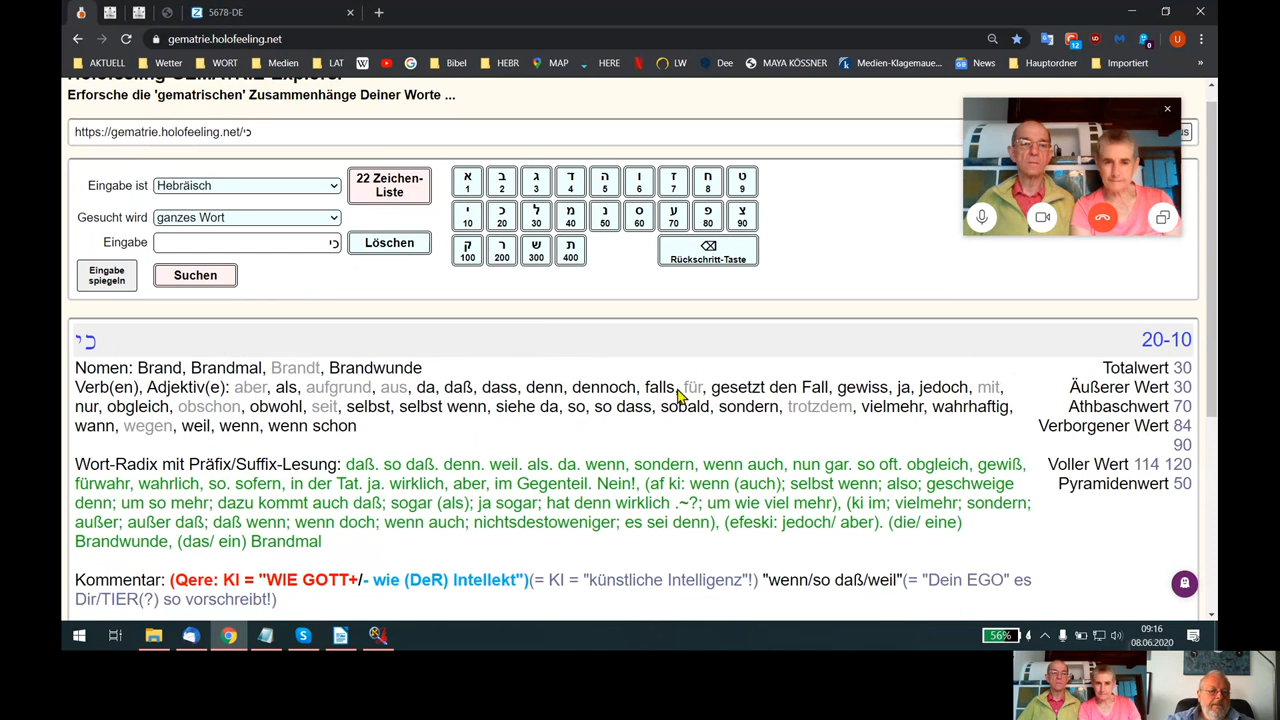 5678-DE
gematrie.holofeeling.net
AKTUELL Wetter WORT Medien LAT Bibel HEBR MAP HERE LW Dee MAYA KÖSSNER Medien-Klagemaue... News Hauptordner Importiert »
12
0
U
Erforsche die 'gematrischen' Zusammenhänge Deiner Worte ...
https://gematrie.holofeeling.net/כי
Eingabe ist Hebräisch
22 Zeichen-Liste
Gesucht wird ganzes Wort
Eingabe כי Löschen
Eingabe spiegeln Suchen
א ב ג ד ה ו ז ח ט
1 2 3 4 5 6 7 8 9
י כ ל מ נ ס ע פ צ
10 20 30 40 50 60 70 80 90
ק ר ש ת
100 200 300 400 Rückschritt-Taste
כי 20-10
Nomen: Brand, Brandmal, Brandt, Brandwunde Totalwert 30
Verb(en), Adjektiv(e): aber, als, aufgrund, aus, da, daß, dass, denn, dennoch, falls, für, gesetzt den Fall, gewiss, ja, jedoch, mit, Äußerer Wert 30
nur, obgleich, obschon, obwohl, seit, selbst, selbst wenn, siehe da, so, so dass, sobald, sondern, trotzdem, vielmehr, wahrhaftig, Athbaschwert 70
wann, wegen, weil, wenn, wenn schon Verborgener Wert 84
90
Wort-Radix mit Präfix/Suffix-Lesung: daß. so daß. denn. weil. als. da. wenn, sondern, wenn auch, nun gar. so oft. obgleich, gewiß, Voller Wert 114 120
fürwahr, wahrlich, so. sofern, in der Tat. ja. wirklich, aber, im Gegenteil. Nein!, (af ki: wenn (auch); selbst wenn; also; geschweige Pyramidenwert 50
denn; um so mehr; dazu kommt auch daß; sogar (als); ja sogar; hat denn wirklich .~?; um wie viel mehr), (ki im; vielmehr; sondern;
außer; außer daß; daß wenn; wenn doch; wenn auch; nichtsdestoweniger; es sei denn), (efeski: jedoch/ aber). (die/ eine)
Brandwunde, (das/ ein) Brandmal
Kommentar: (Qere: KI = "WIE GOTT+/- wie (DeR) Intellekt")(= KI = "künstliche Intelligenz"!) "wenn/so daß/weil"(= "Dein EGO" es
Dir/TIER(?) so vorschreibt!)
56%
09:16
08.06.2020